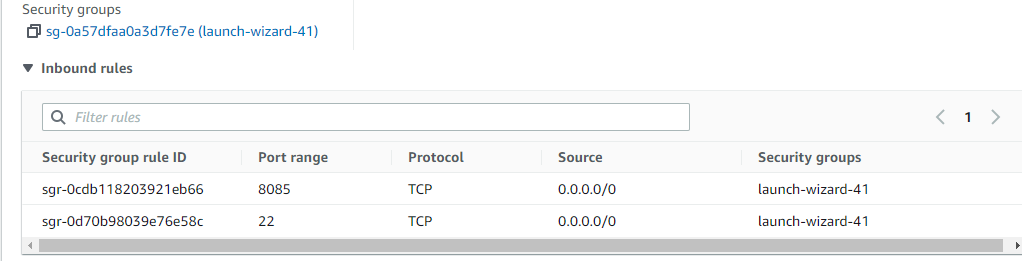 Security groups
sg-0a57dfaa0a3d7fe7e (launch-wizard-41)
Inbound rules
Filter rules
1
Security group rule ID Port range Protocol Source Security groups
sgr-0cdb118203921eb66 8085 TCP 0.0.0.0/0 launch-wizard-41
sgr-0d70b98039e76e58c 22 TCP 0.0.0.0/0 launch-wizard-41